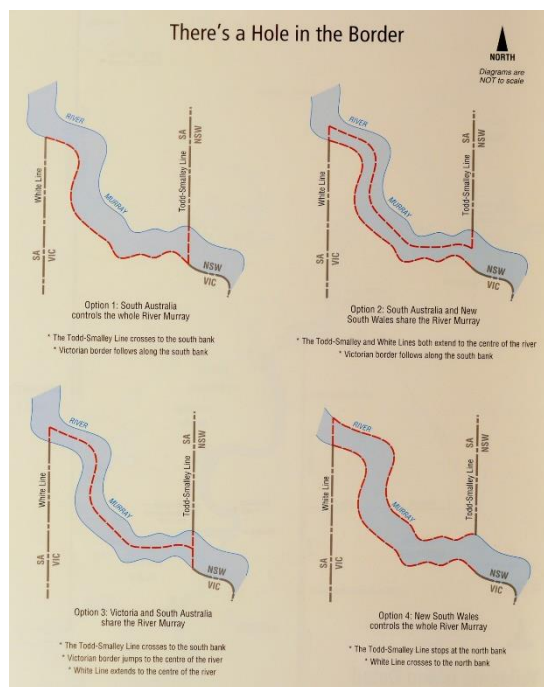 There's a Hole in the Border
NORTH
Diagrams are
NOT to scale
RIVER
MURRAY
White Line
Todd-Smalley Line
SA
NSW
SA
VIC
NSW
VIC
Option 1: South Australia
controls the whole River Murray
* The Todd-Smalley Line crosses to the south bank
* Victorian border follows along the south bank
RIVER
MURRAY
White Line
Todd-Smalley Line
SA
NSW
SA
VIC
NSW
VIC
Option 2: South Australia and New
South Wales share the River Murray
* The Todd-Smalley and White Lines both extend to the centre of the river
* Victorian border follows along the south bank
RIVER
MURRAY
White Line
Todd-Smalley Line
SA
NSW
SA
VIC
NSW
VIC
Option 3: Victoria and South Australia
share the River Murray
* The Todd-Smalley Line crosses to the south bank
* Victorian border jumps to the centre of the river
* White Line extends to the centre of the river
RIVER
MURRAY
White Line
Todd-Smalley Line
SA
NSW
SA
VIC
NSW
VIC
Option 4: New South Wales
controls the whole River Murray
* The Todd-Smalley Line stops at the north bank
* White Line crosses to the north bank